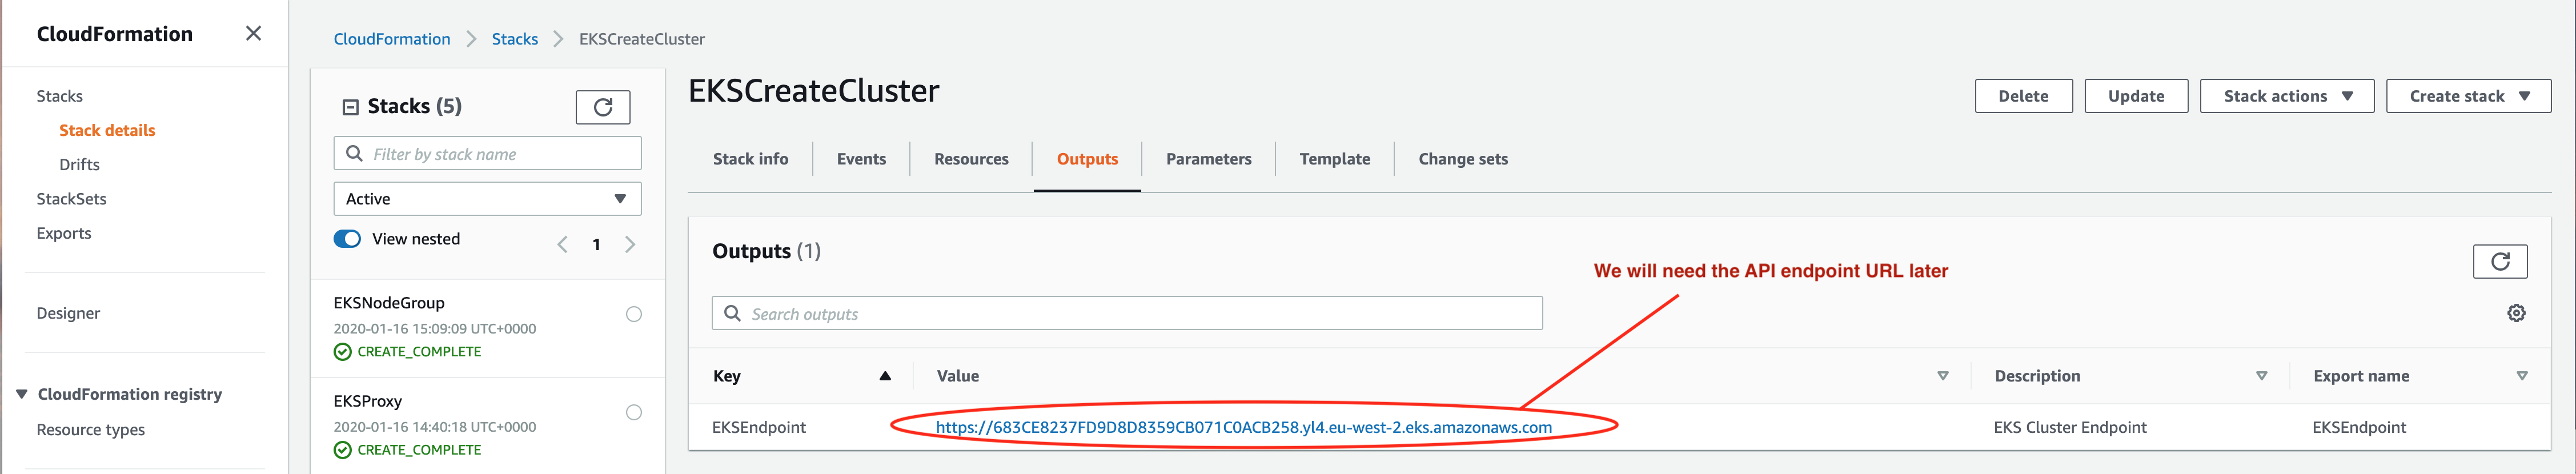 CloudFormation
Stacks
Stack details
Drifts
StackSets
Exports
Designer
CloudFormation registry
Resource types
CloudFormation > Stacks > EKSCreateCluster
Stacks (5)
Filter by stack name
Active
View nested
1
EKSNodeGroup
2020-01-16 15:09:09 UTC+0000
CREATE_COMPLETE
EKSProxy
2020-01-16 14:40:18 UTC+0000
CREATE_COMPLETE
EKSCreateCluster
Delete Update Stack actions Create stack
Stack info Events Resources Outputs Parameters Template Change sets
Outputs (1)
We will need the API endpoint URL later
Search outputs
Key Value Description Export name
EKSEndpoint https://683CE8237FD9D8D8359CB071C0ACB258.yl4.eu-west-2.eks.amazonaws.com EKS Cluster Endpoint EKSEndpoint